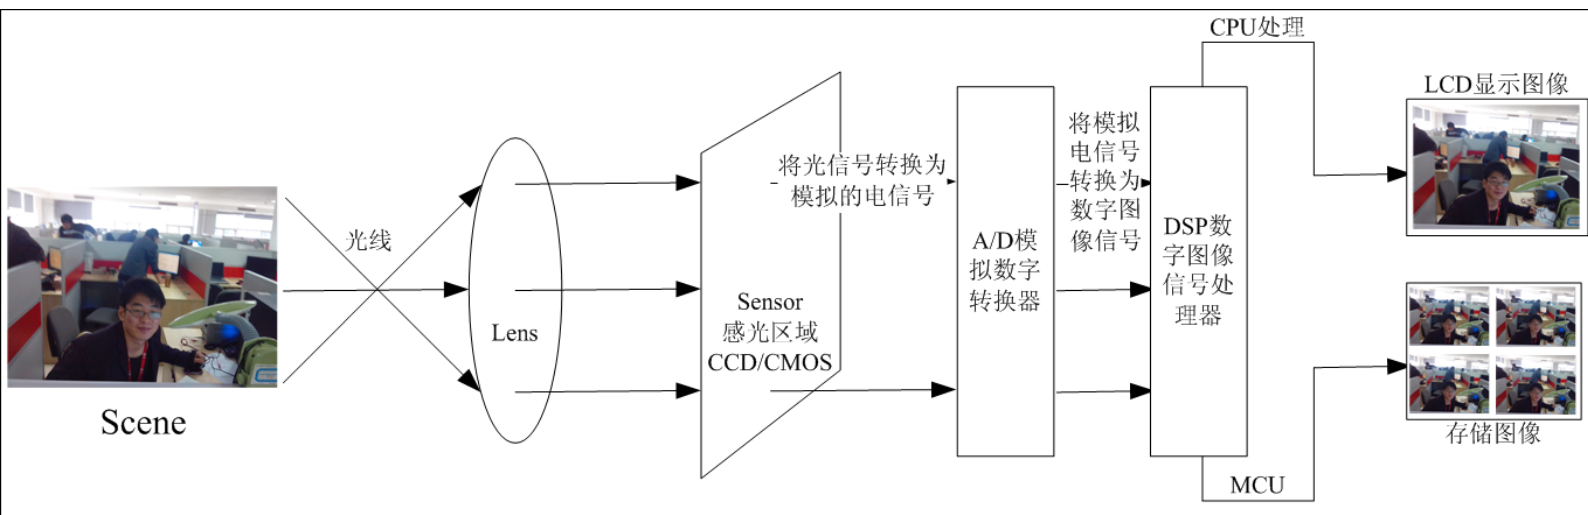 Scene
光线
Lens
Sensor
感光区域
CCD/CMOS
将光信号转换为
模拟的电信号
A/D模
拟数字
转换器
将模拟
电信号
转换为
数字图
像信号
DSP数
字图像
信号处
理器
CPU处理
LCD显示图像
MCU
存储图像